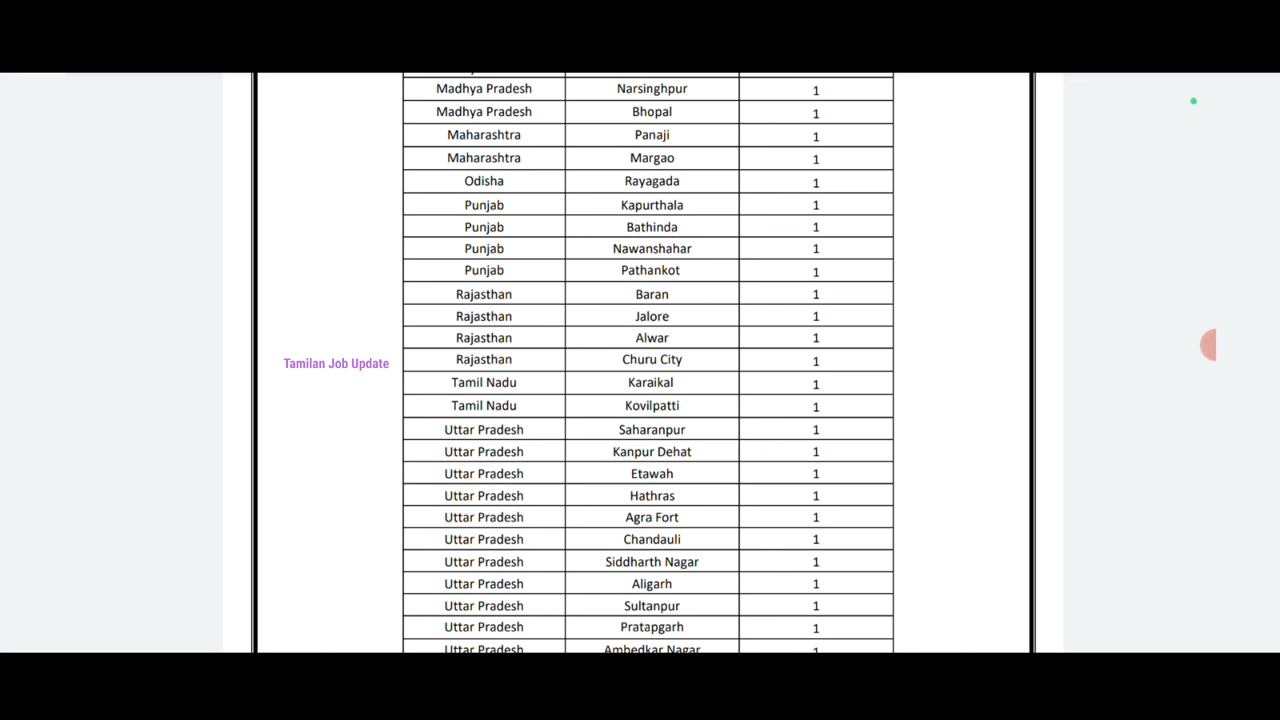 Madhya Pradesh Narsinghpur 1
Madhya Pradesh Bhopal 1
Maharashtra Panaji 1
Maharashtra Margao 1
Odisha Rayagada 1
Punjab Kapurthala 1
Punjab Bathinda 1
Punjab Nawanshahar 1
Punjab Pathankot 1
Rajasthan Baran 1
Rajasthan Jalore 1
Rajasthan Alwar 1
Rajasthan Churu City 1
Tamilan Job Update
Tamil Nadu Karaikal 1
Tamil Nadu Kovilpatti 1
Uttar Pradesh Saharanpur 1
Uttar Pradesh Kanpur Dehat 1
Uttar Pradesh Etawah 1
Uttar Pradesh Hathras 1
Uttar Pradesh Agra Fort 1
Uttar Pradesh Chandauli 1
Uttar Pradesh Siddharth Nagar 1
Uttar Pradesh Aligarh 1
Uttar Pradesh Sultanpur 1
Uttar Pradesh Pratapgarh 1
Uttar Pradesh Ambedkar Nagar 1